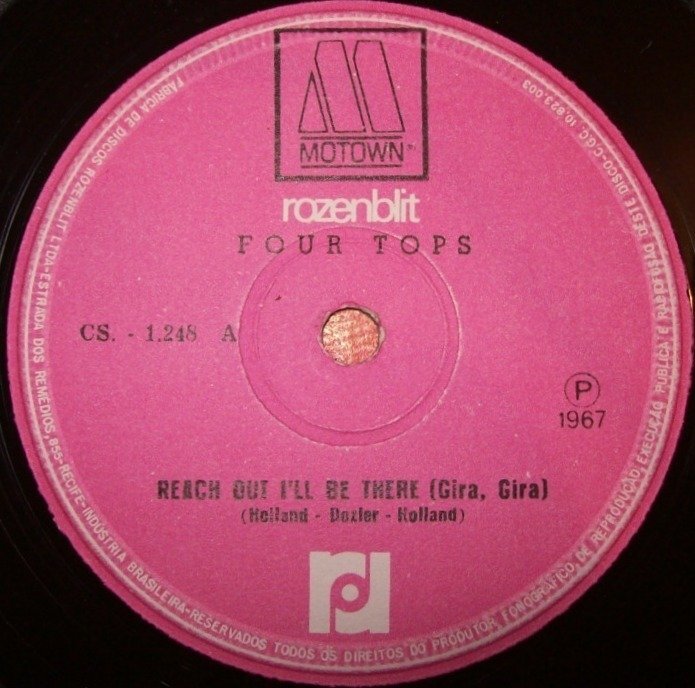 MOTOWN®
rozenblit
FOUR TOPS
CS. - 1.248 A
P
1967
REACH OUT I'LL BE THERE (Gira, Gira)
(Holland - Dozier - Holland)
FÁBRICA DE DISCOS ROZENBLIT LTDA-ESTRADA DOS REMÉDIOS, 855-RECIFE-INDÚSTRIA BRASILEIRA-RESERVADOS TODOS OS DIREITOS DO PRODUTOR FONOGRÁFICO, DE REPRODUÇÃO, EXECUÇÃO PÚBLICA E RADIODIFUSÃO DESTE DISCO-C.G.C. 10.823.003